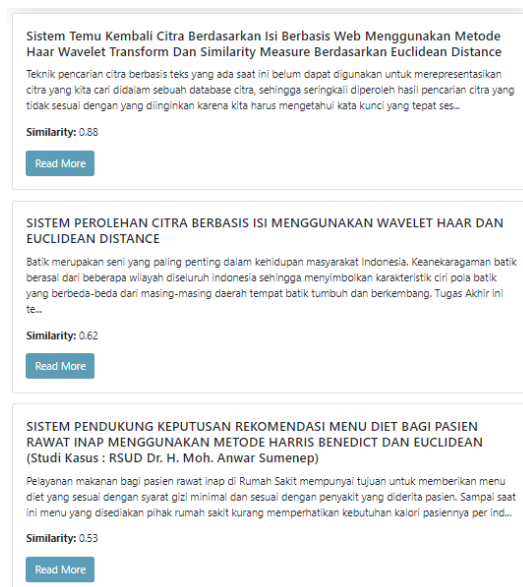 Sistem Temu Kembali Citra Berdasarkan Isi Berbasis Web Menggunakan Metode
Haar Wavelet Transform Dan Similarity Measure Berdasarkan Euclidean Distance
Teknik pencarian citra berbasis teks yang ada saat ini belum dapat digunakan untuk merepresentasikan
citra yang kita cari didalam sebuah database citra, sehingga seringkali diperoleh hasil pencarian citra yang
tidak sesuai dengan yang diinginkan karena kita harus mengetahui kata kunci yang tepat ses...
Similarity: 0.88
Read More
SISTEM PEROLEHAN CITRA BERBASIS ISI MENGGUNAKAN WAVELET HAAR DAN
EUCLIDEAN DISTANCE
Batik merupakan seni yang paling penting dalam kehidupan masyarakat Indonesia. Keanekaragaman batik
berasal dari beberapa wilayah diseluruh indonesia sehingga menyimbolkan karakteristik ciri pola batik
yang berbeda-beda dari masing-masing daerah tempat batik tumbuh dan berkembang. Tugas Akhir ini
te...
Similarity: 0.62
Read More
SISTEM PENDUKUNG KEPUTUSAN REKOMENDASI MENU DIET BAGI PASIEN
RAWAT INAP MENGGUNAKAN METODE HARRIS BENEDICT DAN EUCLIDEAN
(Studi Kasus : RSUD Dr. H. Moh. Anwar Sumenep)
Pelayanan makanan bagi pasien rawat inap di Rumah Sakit mempunyai tujuan untuk memberikan menu
diet yang sesuai dengan syarat gizi minimal dan sesuai dengan penyakit yang diderita pasien. Sampai saat
ini menu yang disediakan pihak rumah sakit kurang memperhatikan kebutuhan kalori pasiennya per ind...
Similarity: 0.53
Read More